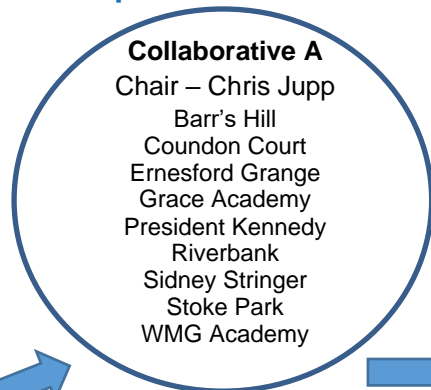 Collaborative A
Chair – Chris Jupp
Barr's Hill
Coundon Court
Ernesford Grange
Grace Academy
President Kennedy
Riverbank
Sidney Stringer
Stoke Park
WMG Academy